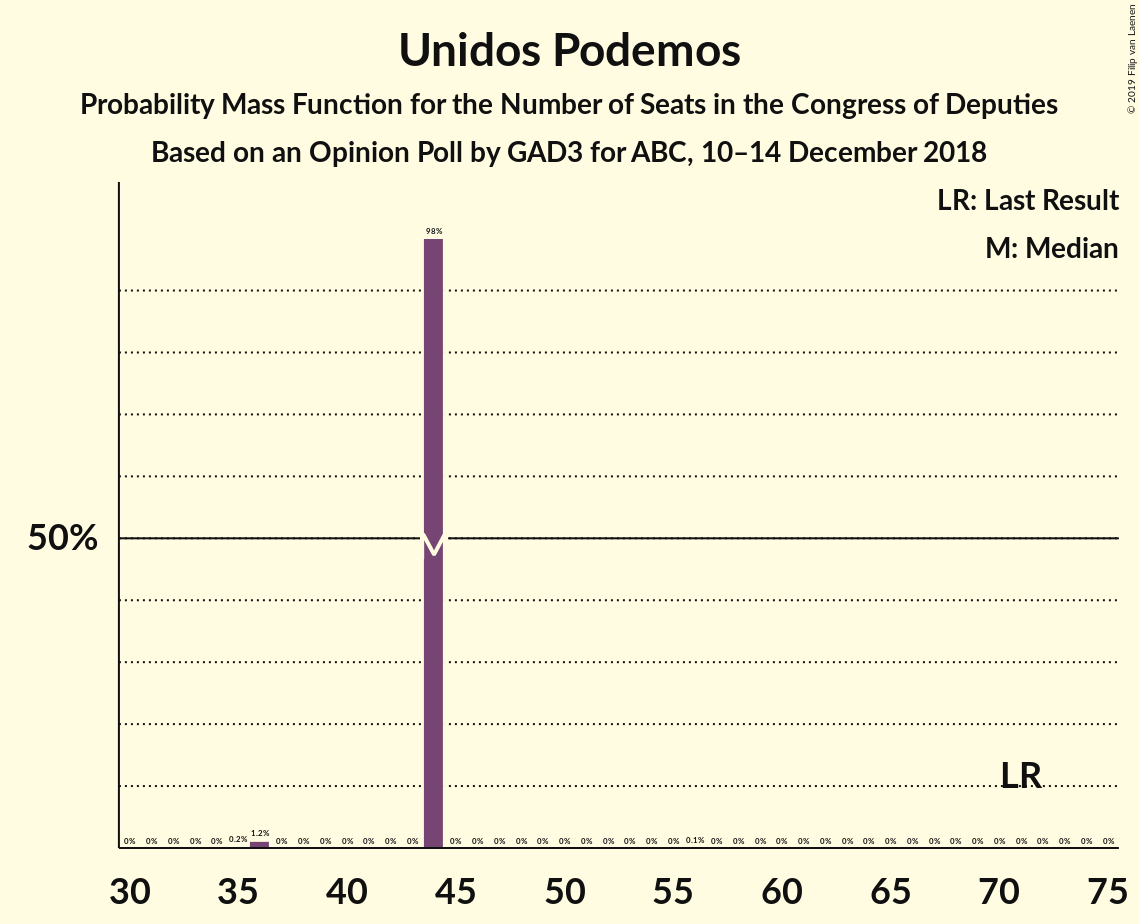 Unidos Podemos
Probability Mass Function for the Number of Seats in the Congress of Deputies
Based on an Opinion Poll by GAD3 for ABC, 10–14 December 2018
© 2019 Filip van Laenen
LR: Last Result
M: Median
98%
50%
LR
0% 0% 0% 0% 0% 0.2% 1.2% 0% 0% 0% 0% 0% 0% 0% 0% 0% 0% 0% 0% 0% 0% 0% 0% 0% 0% 0.1% 0% 0% 0% 0% 0% 0% 0% 0% 0% 0% 0% 0% 0% 0% 0% 0% 0% 0% 0%
30 35 40 45 50 55 60 65 70 75